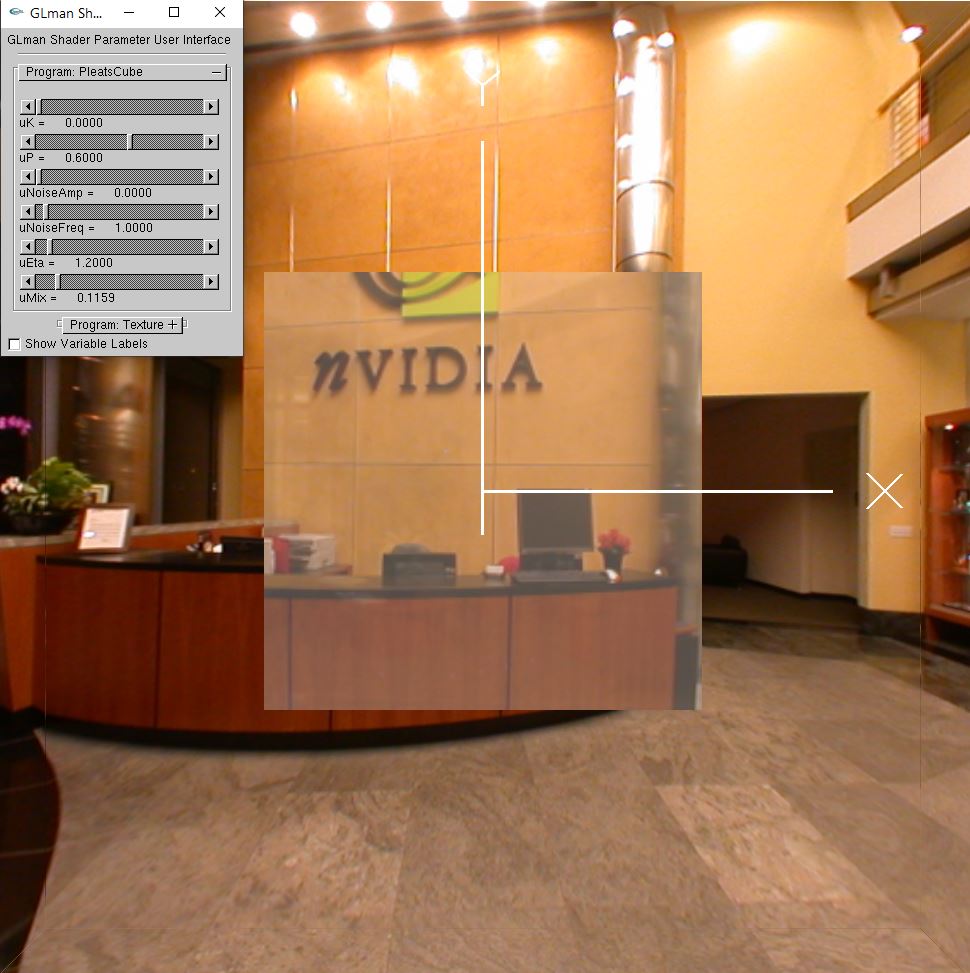 GLman Sh...
GLman Shader Parameter User Interface
Program: PleatsCube
uK = 0.0000
uP = 0.6000
uNoiseAmp = 0.0000
uNoiseFreq = 1.0000
uEta = 1.2000
uMix = 0.1159
Program: Texture +
Show Variable Labels
Y
nVIDIA
X